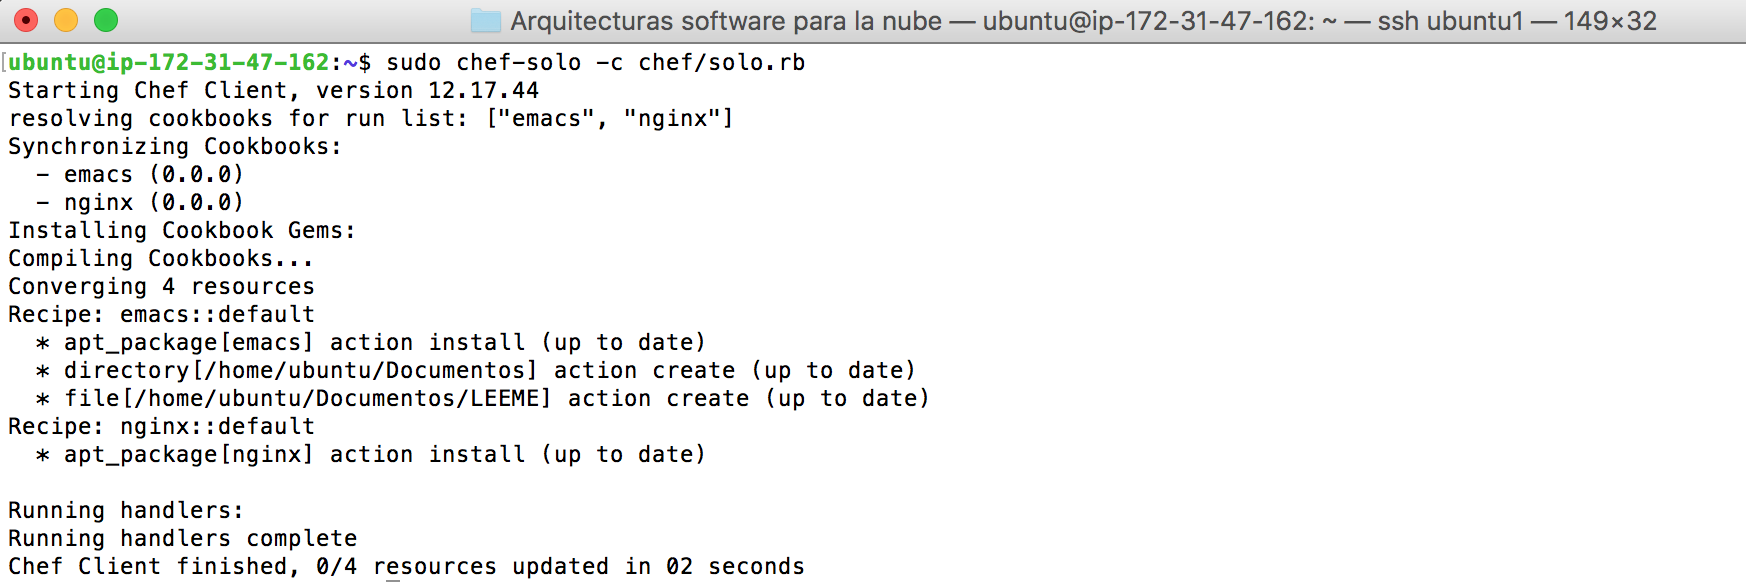 Arquitecturas software para la nube — ubuntu@ip-172-31-47-162: ~ — ssh ubuntu1 — 149×32
[ubuntu@ip-172-31-47-162:~$ sudo chef-solo -c chef/solo.rb
Starting Chef Client, version 12.17.44
resolving cookbooks for run list: ["emacs", "nginx"]
Synchronizing Cookbooks:
  - emacs (0.0.0)
  - nginx (0.0.0)
Installing Cookbook Gems:
Compiling Cookbooks...
Converging 4 resources
Recipe: emacs::default
  * apt_package[emacs] action install (up to date)
  * directory[/home/ubuntu/Documentos] action create (up to date)
  * file[/home/ubuntu/Documentos/LEEME] action create (up to date)
Recipe: nginx::default
  * apt_package[nginx] action install (up to date)
Running handlers:
Running handlers complete
Chef Client finished, 0/4 resources updated in 02 seconds